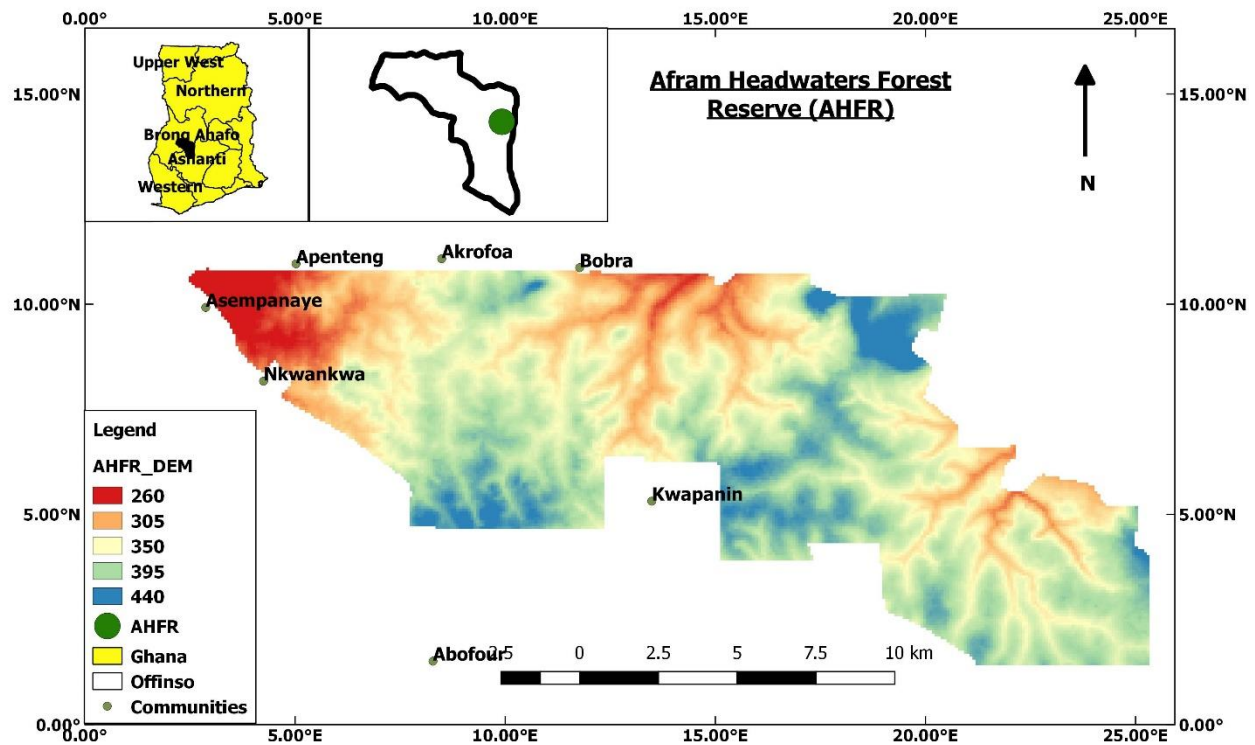 0.00° 5.00°E 10.00°E 15.00°E 20.00°E 25.00°E
Upper West
Northern
Brong Ahafo
Ashanti
Western
Afram Headwaters Forest
Reserve (AHFR)
N
15.00°N 15.00°N
Apenteng Akrofoa Bobra
10.00°N 10.00°N
Asempanaye
Nkwankwa
Kwapanin
5.00°N 5.00°N
Legend
AHFR_DEM
260
305
350
395
440
AHFR
Ghana
Offinso
Communities
Abofour
2.5 0 2.5 5 7.5 10 km
0.00° 0.00°N
0.00° 5.00°E 10.00°E 15.00°E 20.00°E 25.00°E